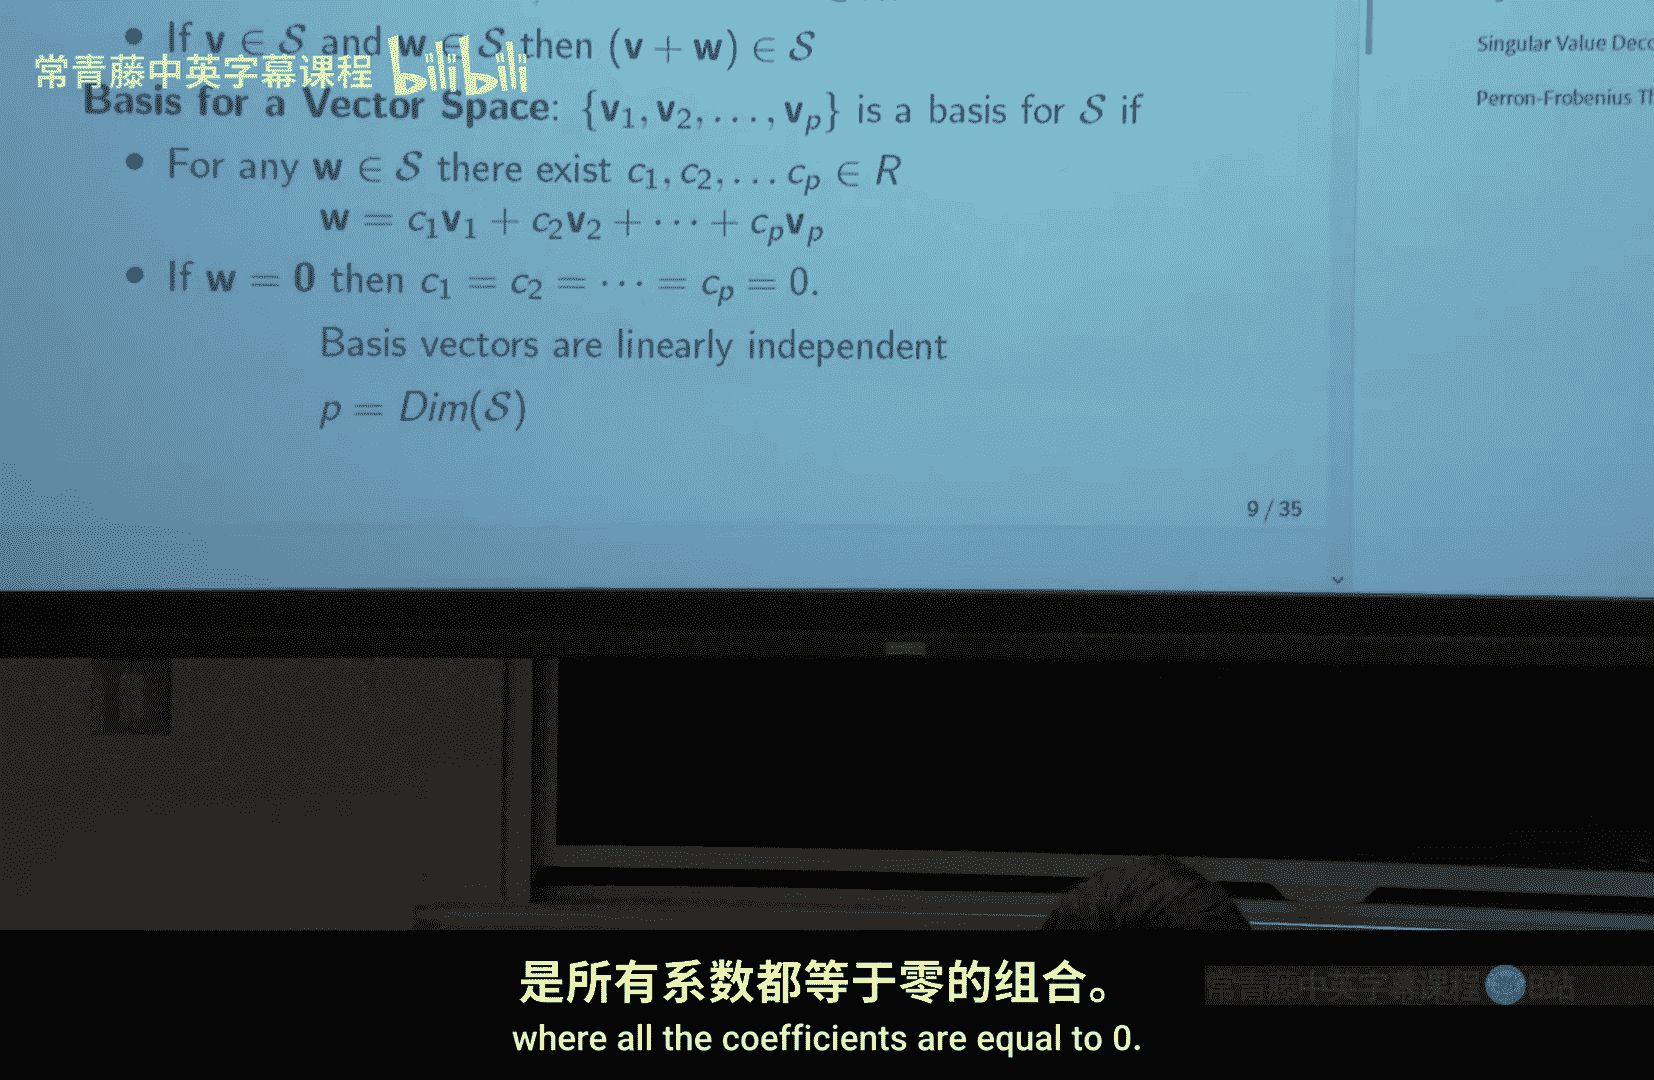 If v ∈ S and w ∈ S then (v + w) ∈ S
常青藤中英字幕课程 bilibili
Basis for a Vector Space: {v₁, v₂, . . . , vₚ} is a basis for S if
For any w ∈ S there exist c₁, c₂, . . . cₚ ∈ R
w = c₁v₁ + c₂v₂ + · · · + cₚvₚ
If w = 0 then c₁ = c₂ = · · · = cₚ = 0.
Basis vectors are linearly independent
p = Dim(S)
9 / 35
Singular Value
Perron-Frobenius
是所有系数都等于零的组合。
where all the coefficients are equal to 0.
常青藤中英字幕课程 B站